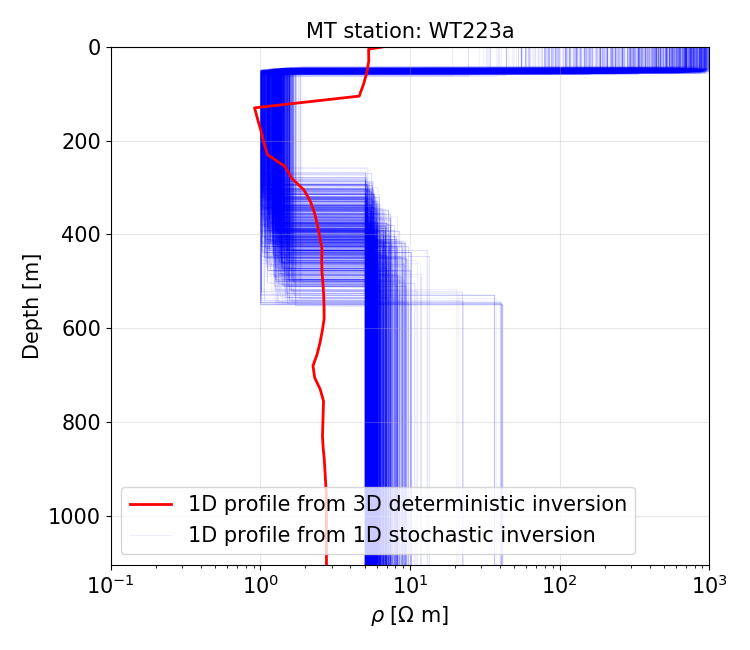 MT station: WT223a
0
200
400
600
800
1000
Depth [m]
1D profile from 3D deterministic inversion
1D profile from 1D stochastic inversion
10⁻¹ 10⁰ 10¹ 10² 10³
ρ [Ω m]